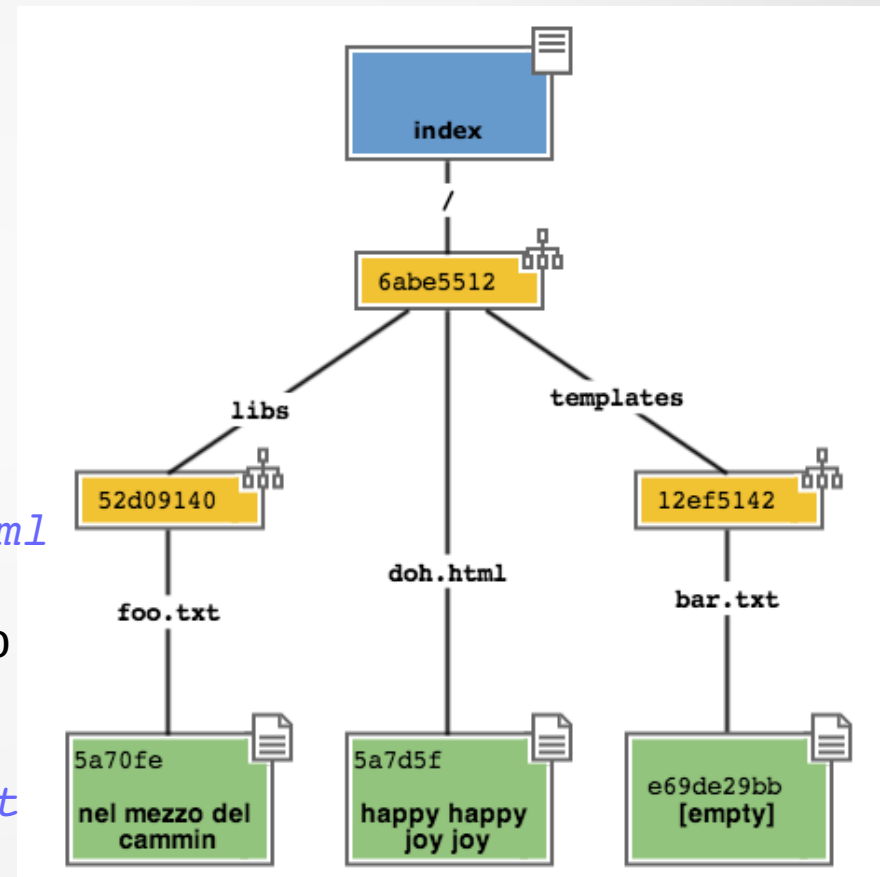 index
/
6abe5512
libs
templates
52d09140
12ef5142
ml
doh.html
bar.txt
foo.txt
o
5a70fe
5a7d5f
e69de29bb
t
nel mezzo del
cammin
happy happy
joy joy
[empty]